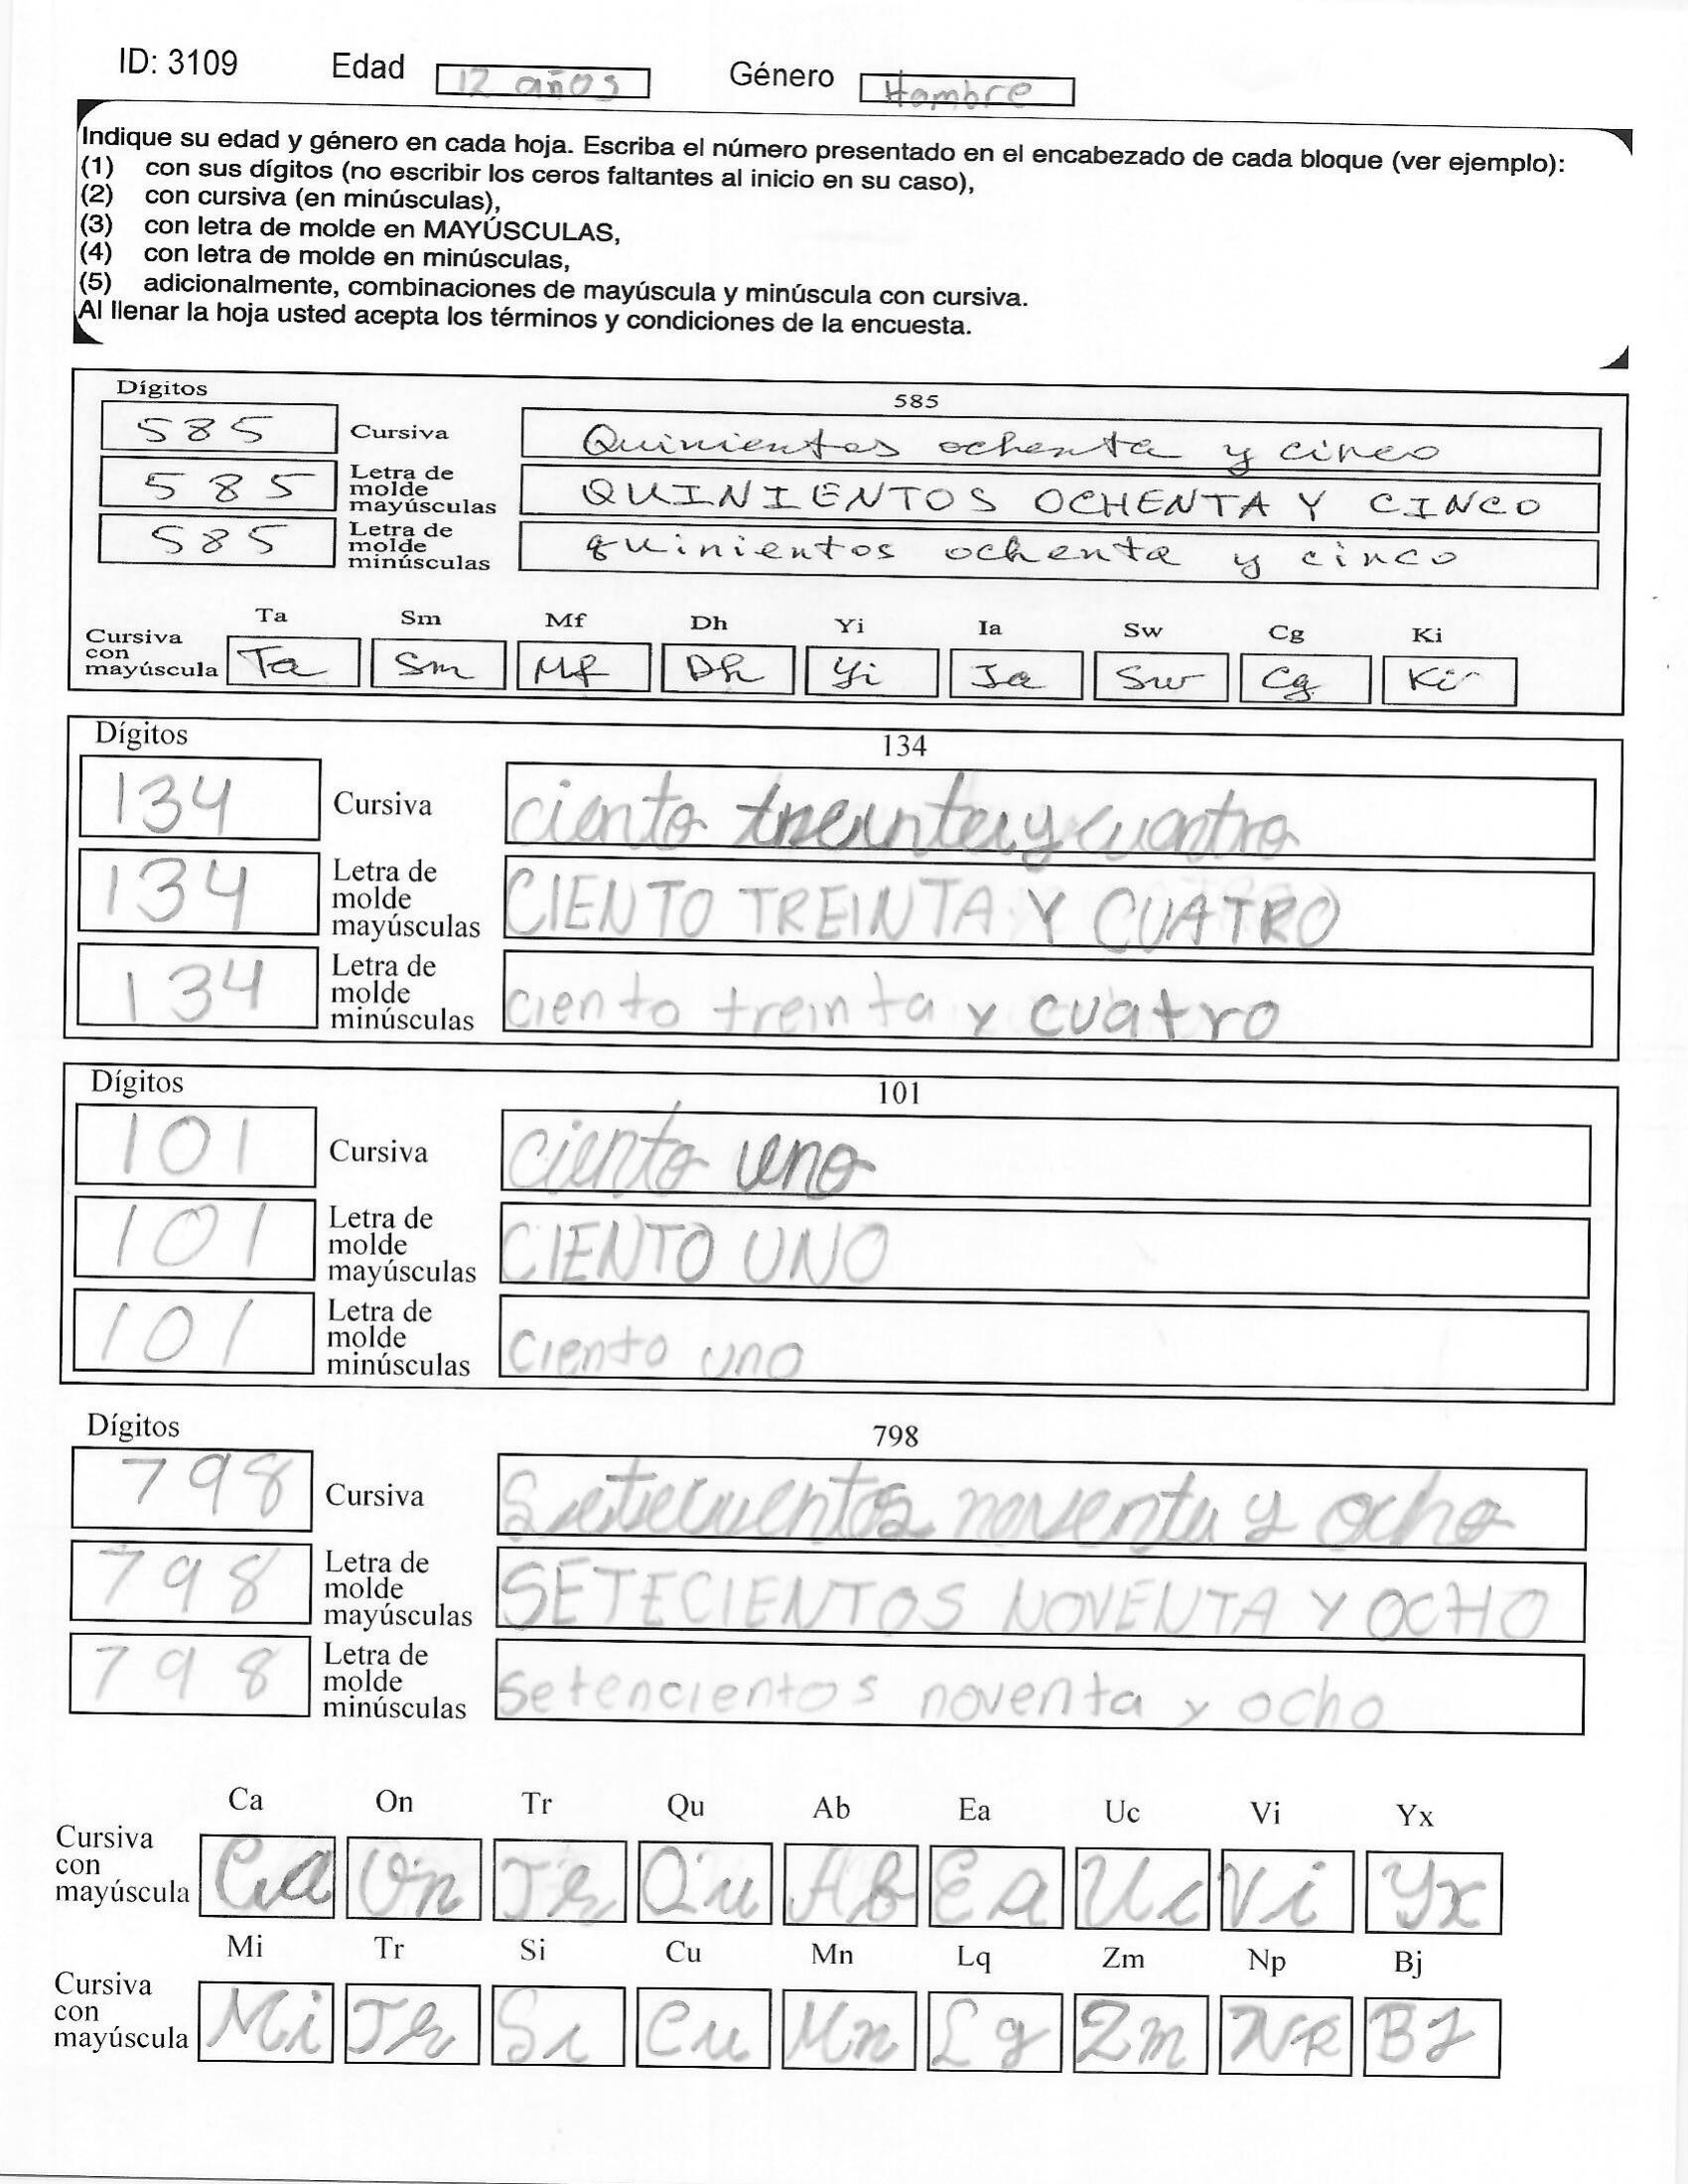 ID: 3109 Edad 12 años Género Hombre
Indique su edad y género en cada hoja. Escriba el número presentado en el encabezado de cada bloque (ver ejemplo):
(1) con sus dígitos (no escribir los ceros faltantes al inicio en su caso),
(2) con cursiva (en minúsculas),
(3) con letra de molde en MAYÚSCULAS,
(4) con letra de molde en minúsculas,
(5) adicionalmente, combinaciones de mayúscula y minúscula con cursiva.
Al llenar la hoja usted acepta los términos y condiciones de la encuesta.
Dígitos 585
585 Cursiva Quinientos ochenta y cinco
585 Letra de molde mayúsculas QUINIENTOS OCHENTA Y CINCO
585 Letra de molde minúsculas quinientos ochenta y cinco
Ta Sm Mf Dh Yi Ia Sw Cg Ki
Cursiva con mayúscula Ta Sm Mf Dh Yi Ia Sw Cg Ki
Dígitos 134
134 Cursiva ciento treinta y cuatro
134 Letra de molde mayúsculas CIENTO TREINTA Y CUATRO
134 Letra de molde minúsculas ciento treinta y cuatro
Dígitos 101
101 Cursiva ciento uno
101 Letra de molde mayúsculas CIENTO UNO
101 Letra de molde minúsculas ciento uno
Dígitos 798
798 Cursiva Setecientos noventa y ocho
798 Letra de molde mayúsculas SETECIENTOS NOVENTA Y OCHO
798 Letra de molde minúsculas setencientos noventa y ocho
Ca On Tr Qu Ab Ea Uc Vi Yx
Cursiva con mayúscula Ca On Tr Qu Ab Ea Uc Vi Yx
Mi Tr Si Cu Mn Lq Zm Np Bj
Cursiva con mayúscula Mi Tr Si Cu Mn Lg Zm Np BJ